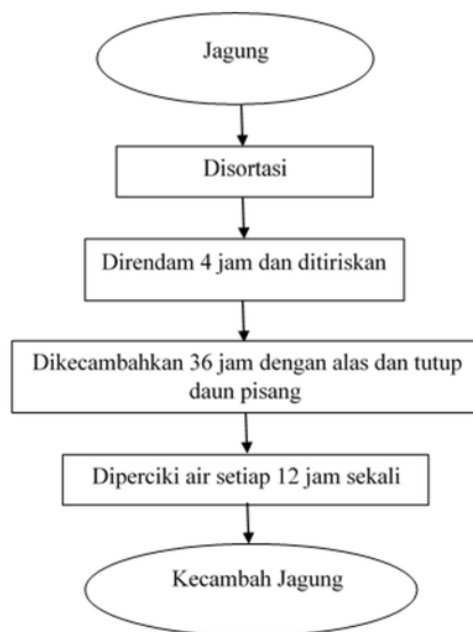 Jagung
Disortasi
Direndam 4 jam dan ditiriskan
Dikecambahkan 36 jam dengan alas dan tutup
daun pisang
Diperciki air setiap 12 jam sekali
Kecambah Jagung